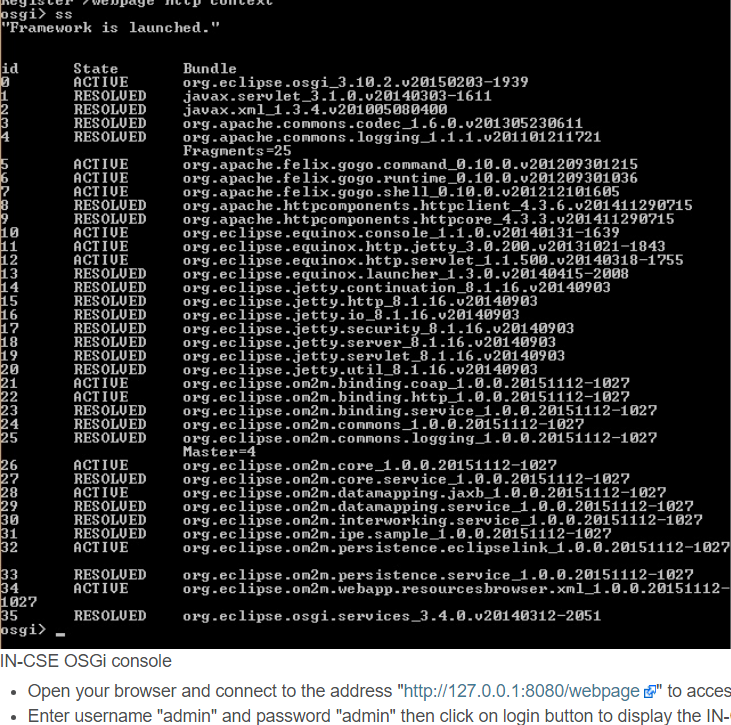 Register /webpage http context
osgi> ss
"Framework is launched."
id State Bundle
0 ACTIVE org.eclipse.osgi_3.10.2.v20150203-1939
1 RESOLVED javax.servlet_3.1.0.v20140303-1611
2 RESOLVED javax.xml_1.3.4.v201005080400
3 RESOLVED org.apache.commons.codec_1.6.0.v201305230611
4 RESOLVED org.apache.commons.logging_1.1.1.v201101211721
Fragments=25
5 ACTIVE org.apache.felix.gogo.command_0.10.0.v201209301215
6 ACTIVE org.apache.felix.gogo.runtime_0.10.0.v201209301036
7 ACTIVE org.apache.felix.gogo.shell_0.10.0.v201212101605
8 RESOLVED org.apache.httpcomponents.httpclient_4.3.6.v201411290715
9 RESOLVED org.apache.httpcomponents.httpcore_4.3.3.v201411290715
10 ACTIVE org.eclipse.equinox.console_1.1.0.v20140131-1639
11 ACTIVE org.eclipse.equinox.http.jetty_3.0.200.v20131021-1843
12 ACTIVE org.eclipse.equinox.http.servlet_1.1.500.v20140318-1755
13 RESOLVED org.eclipse.equinox.launcher_1.3.0.v20140415-2008
14 RESOLVED org.eclipse.jetty.continuation_8.1.16.v20140903
15 RESOLVED org.eclipse.jetty.http_8.1.16.v20140903
16 RESOLVED org.eclipse.jetty.io_8.1.16.v20140903
17 RESOLVED org.eclipse.jetty.security_8.1.16.v20140903
18 RESOLVED org.eclipse.jetty.server_8.1.16.v20140903
19 RESOLVED org.eclipse.jetty.servlet_8.1.16.v20140903
20 RESOLVED org.eclipse.jetty.util_8.1.16.v20140903
21 ACTIVE org.eclipse.om2m.binding.coap_1.0.0.20151112-1027
22 ACTIVE org.eclipse.om2m.binding.http_1.0.0.20151112-1027
23 RESOLVED org.eclipse.om2m.binding.service_1.0.0.20151112-1027
24 RESOLVED org.eclipse.om2m.commons_1.0.0.20151112-1027
25 RESOLVED org.eclipse.om2m.commons.logging_1.0.0.20151112-1027
Master=4
26 ACTIVE org.eclipse.om2m.core_1.0.0.20151112-1027
27 RESOLVED org.eclipse.om2m.core.service_1.0.0.20151112-1027
28 ACTIVE org.eclipse.om2m.datamapping.jaxb_1.0.0.20151112-1027
29 RESOLVED org.eclipse.om2m.datamapping.service_1.0.0.20151112-1027
30 RESOLVED org.eclipse.om2m.interworking.service_1.0.0.20151112-1027
31 RESOLVED org.eclipse.om2m.ipe.sample_1.0.0.20151112-1027
32 ACTIVE org.eclipse.om2m.persistence.eclipselink_1.0.0.20151112-1027
33 RESOLVED org.eclipse.om2m.persistence.service_1.0.0.20151112-1027
34 ACTIVE org.eclipse.om2m.webapp.resourcesbrowser.xml_1.0.0.20151112-
1027
35 RESOLVED org.eclipse.osgi.services_3.4.0.v20140312-2051
osgi> _
IN-CSE OSGi console
• Open your browser and connect to the address "http://127.0.0.1:8080/webpage" to acces
• Enter username "admin" and password "admin" then click on login button to display the IN-